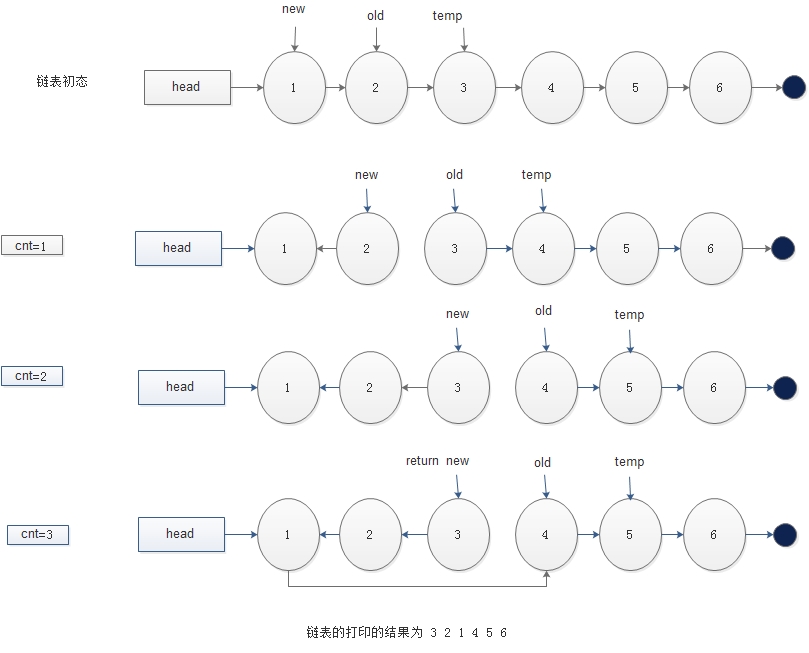 new old temp
链表初态 head 1 2 3 4 5 6
new old temp
cnt=1 head 1 2 3 4 5 6
new old temp
cnt=2 head 1 2 3 4 5 6
return new old temp
cnt=3 head 1 2 3 4 5 6
链表的打印的结果为 3 2 1 4 5 6